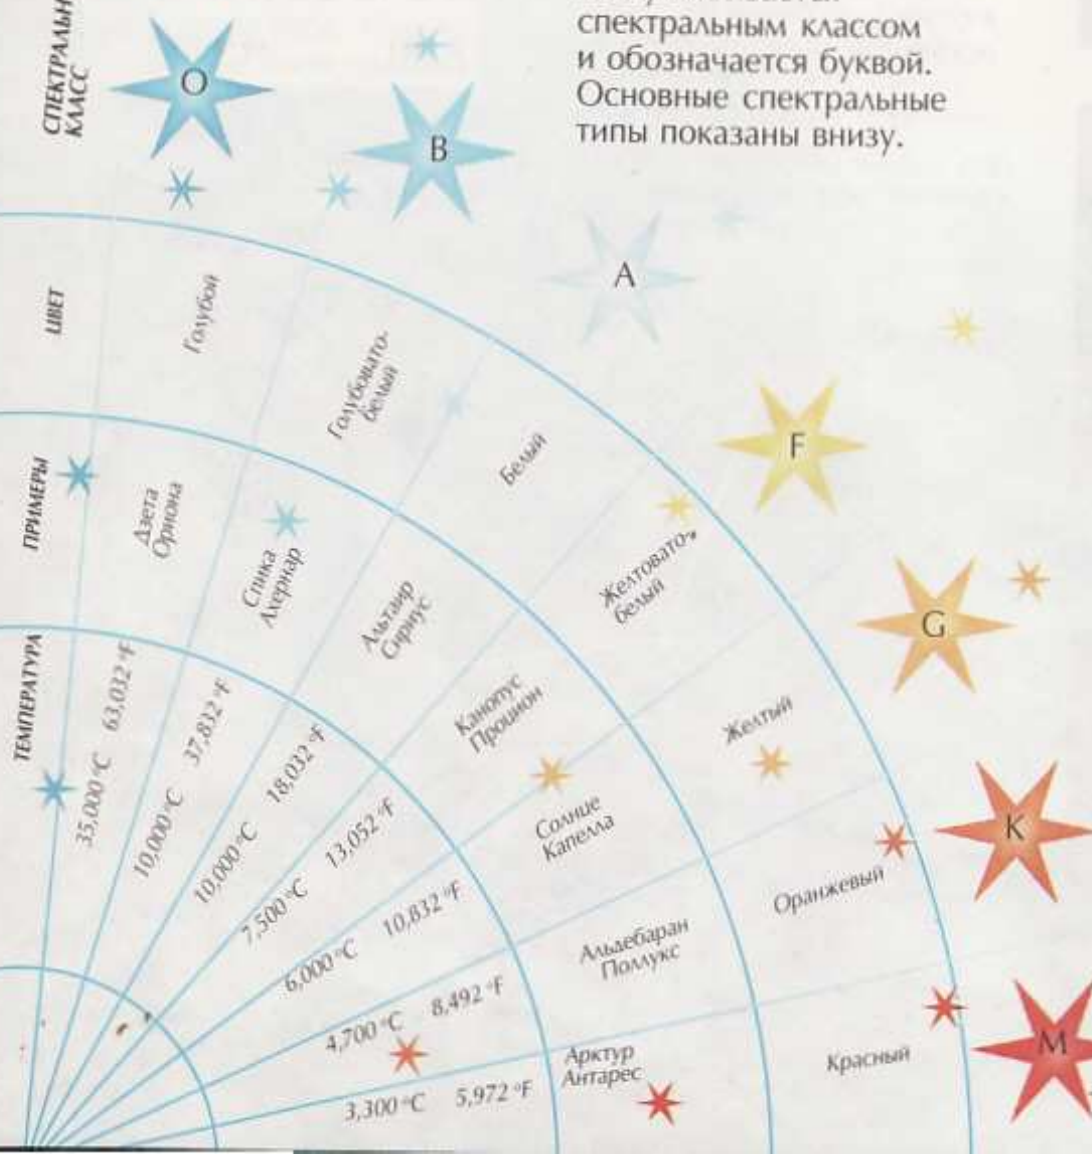 спектральным классом
и обозначается буквой.
Основные спектральные
типы показаны внизу.
КЛАСС
O
B
A
F
G
K
M
ЦВЕТ
Голубой
Голубовато-
белый
Белый
Желтовато-
белый
Желтый
Оранжевый
Красный
ПРИМЕРЫ
Дзета
Ориона
Спика
Ахернар
Альтаир
Сириус
Канопус
Процион
Солнце
Капелла
Альдебаран
Поллукс
Арктур
Антарес
ТЕМПЕРАТУРА
35,000 °C 63,032 °F
10,000 °C 37,832 °F
10,000 °C 18,032 °F
7,500 °C 13,052 °F
6,000 °C 10,832 °F
4,700 °C 8,492 °F
3,300 °C 5,972 °F